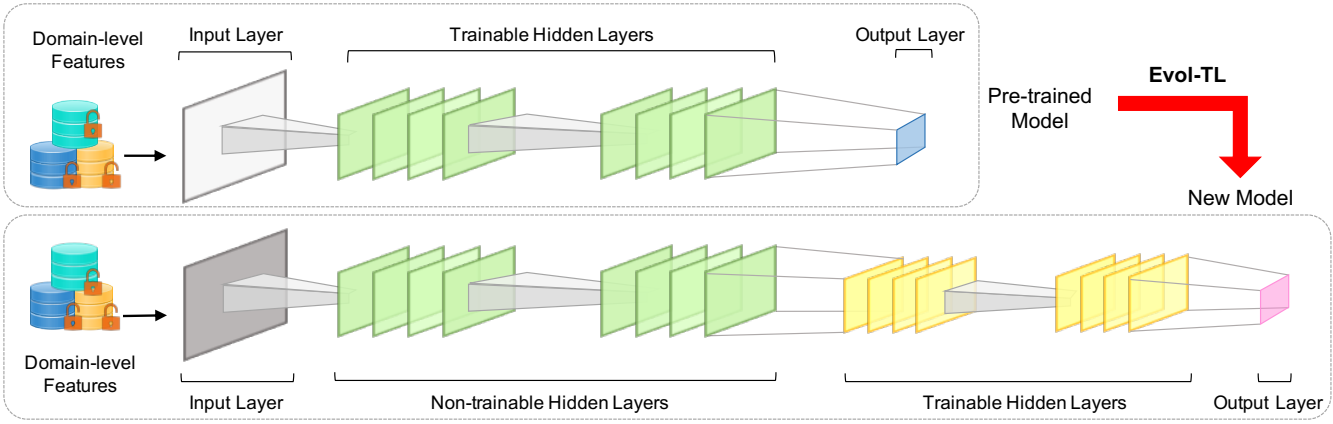 Domain-level
Features
Input Layer
Trainable Hidden Layers
Output Layer
Pre-trained
Model
Evol-TL
New Model
Domain-level
Features
Input Layer
Non-trainable Hidden Layers
Trainable Hidden Layers
Output Layer